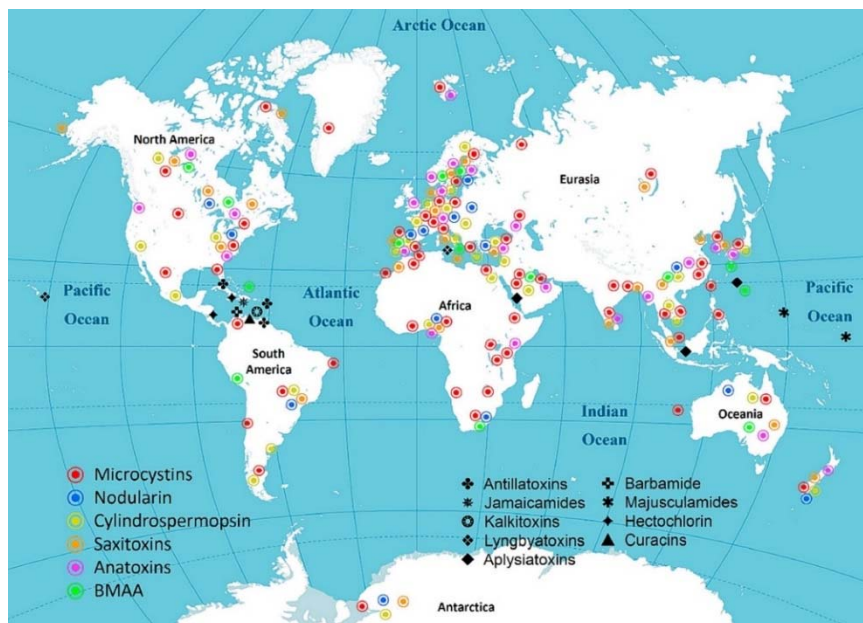 Arctic Ocean
North America
Eurasia
Pacific
Ocean
Atlantic
Ocean
Africa
Pacific
Ocean
South
America
Indian
Ocean
Oceania
Microcystins
Nodularin
Cylindrospermopsin
Saxitoxins
Anatoxins
BMAA
Antillatoxins
Jamaicamides
Kalkitoxins
Lyngbyatoxins
Aplysiatoxins
Barbamide
Majusculamides
Hectochlorin
Curacins
Antarctica